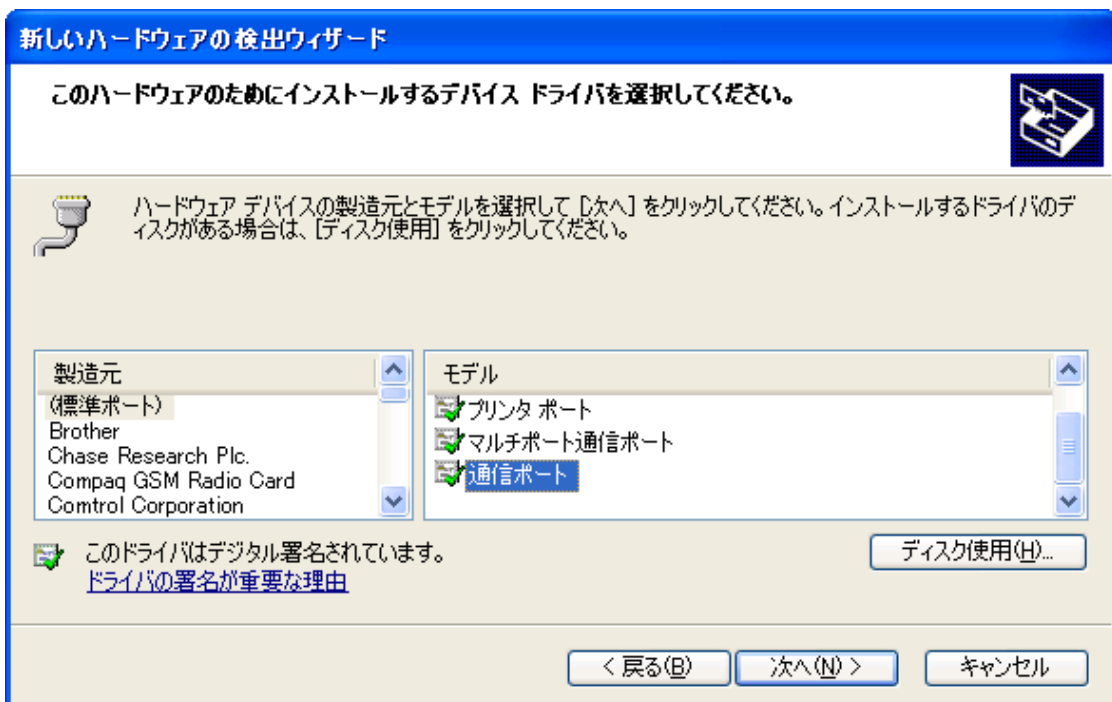 新しいハードウェアの検出ウィザード
このハードウェアのためにインストールするデバイス ドライバを選択してください。
ハードウェア デバイスの製造元とモデルを選択して [次へ] をクリックしてください。インストールするドライバのデ
ィスクがある場合は、[ディスク使用] をクリックしてください。
製造元
(標準ポート)
Brother
Chase Research Plc.
Compaq GSM Radio Card
Comtrol Corporation
モデル
プリンタ ポート
マルチポート通信ポート
通信ポート
このドライバはデジタル署名されています。
ドライバの署名が重要な理由
ディスク使用(H)...
< 戻る(B)
次へ(N) >
キャンセル